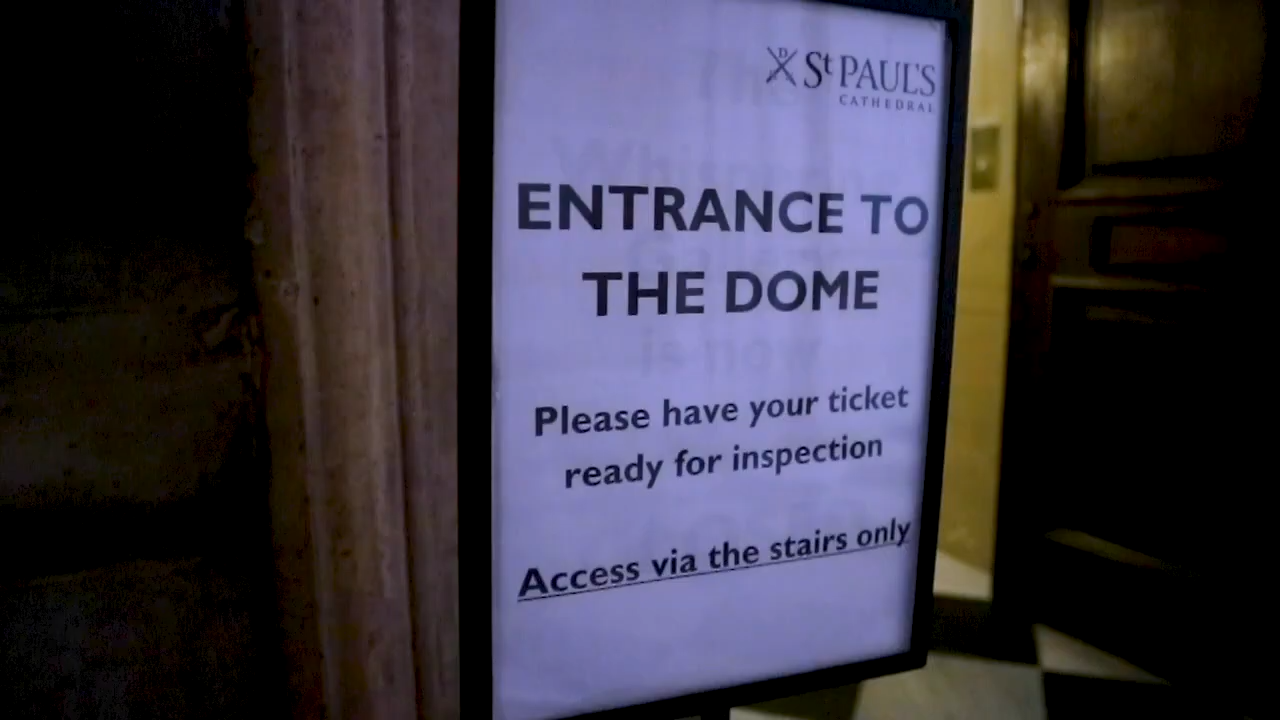 St PAUL'S
CATHEDRAL
ENTRANCE TO
THE DOME
Please have your ticket
ready for inspection
Access via the stairs only